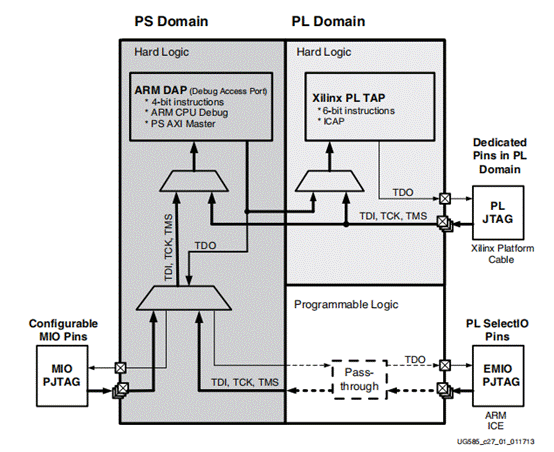 PS Domain
PL Domain
Hard Logic
Hard Logic
ARM DAP (Debug Access Port)
* 4-bit instructions
* ARM CPU Debug
* PS AXI Master
Xilinx PL TAP
* 6-bit instructions
* ICAP
Dedicated
Pins in PL
Domain
TDO
PL
JTAG
TDI, TCK, TMS
Xilinx Platform
Cable
TDI, TCK, TMS
TDO
Programmable Logic
Configurable
MIO Pins
PL SelectIO
Pins
MIO
PJTAG
TDO
Pass-
through
EMIO
PJTAG
TDI, TCK, TMS
ARM
ICE
UG585_c27_01_011713